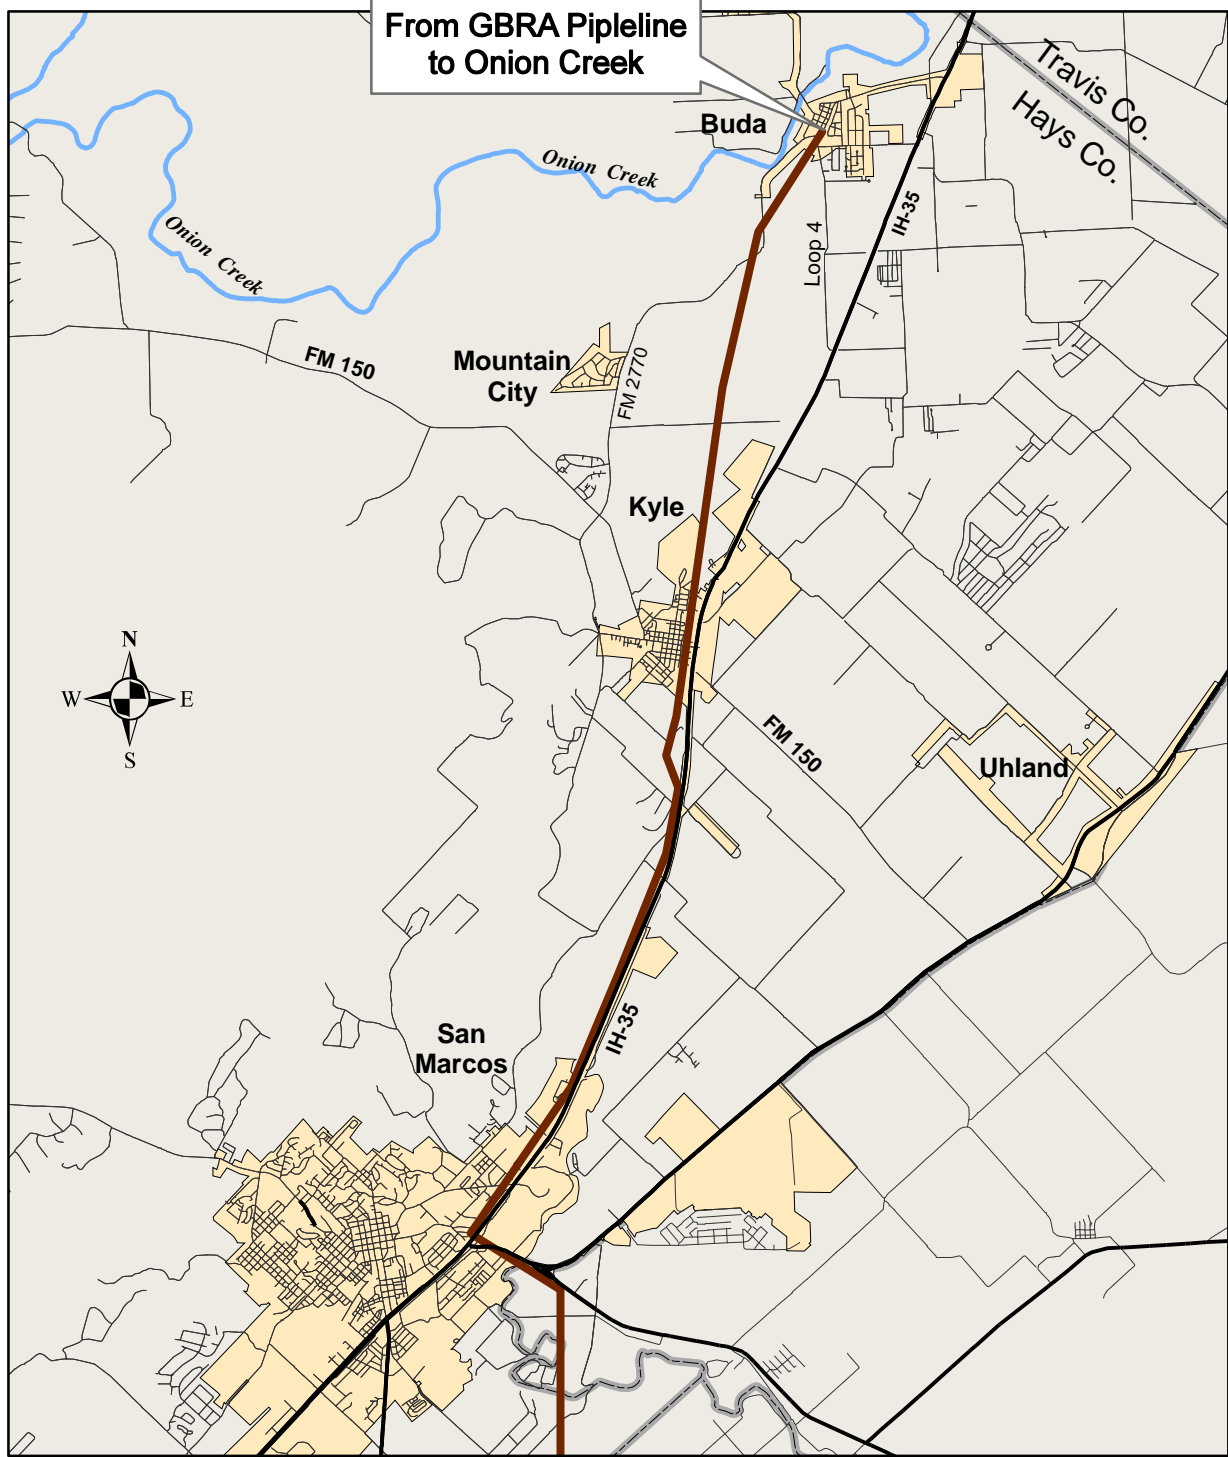 From GBRA Pipleline
to Onion Creek
Travis Co.
Hays Co.
Buda
Onion Creek
Onion Creek
IH-35
Loop 4
FM 150
Mountain
City
FM 2770
Kyle
N
W
E
S
FM 150
Uhland
IH-35
San
Marcos